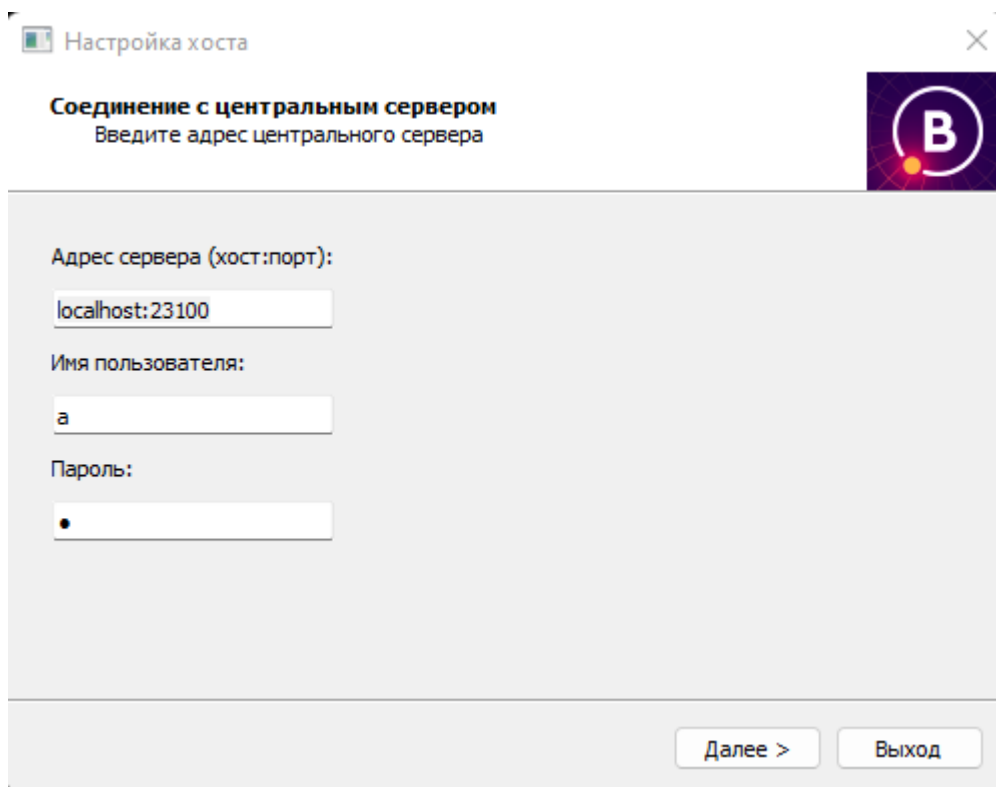 Настройка хоста
Соединение с центральным сервером
Введите адрес центрального сервера
B
Адрес сервера (хост:порт):
localhost:23100
Имя пользователя:
a
Пароль:
●
Далее >
Выход